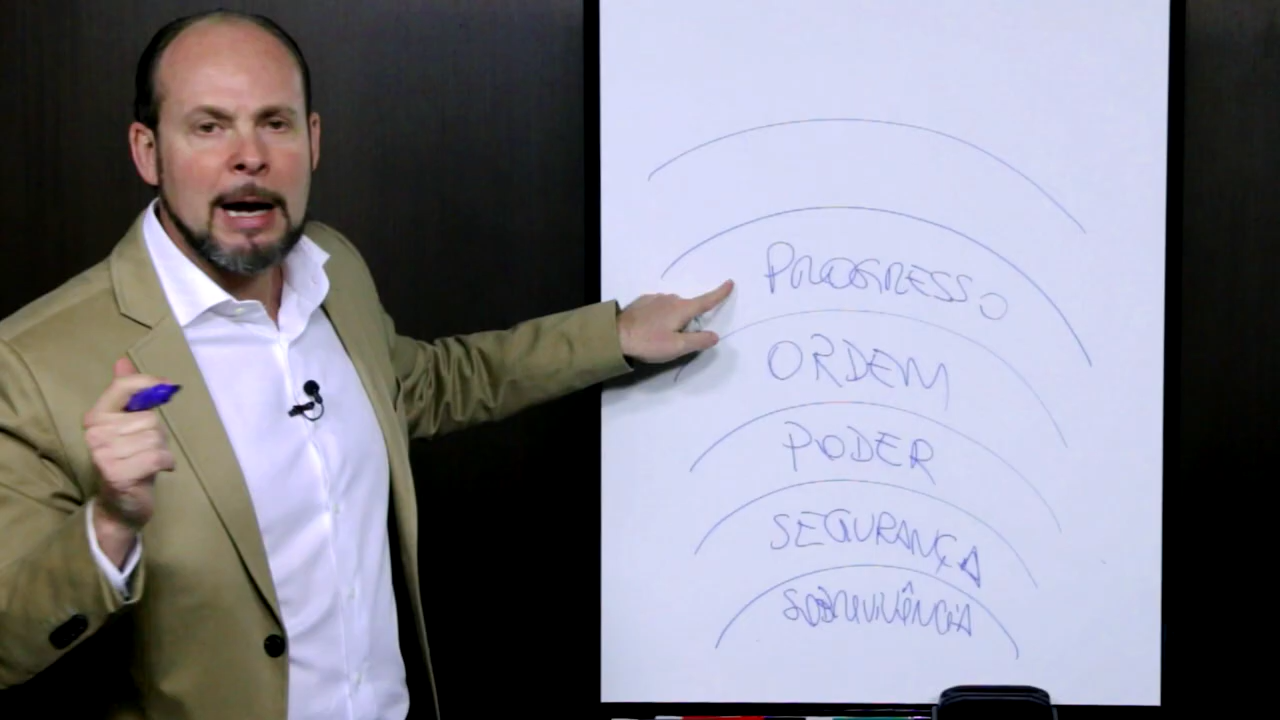 PROGRESSO
ORDEM
PODER
SEGURANÇA
SOBREVIVÊNCIA